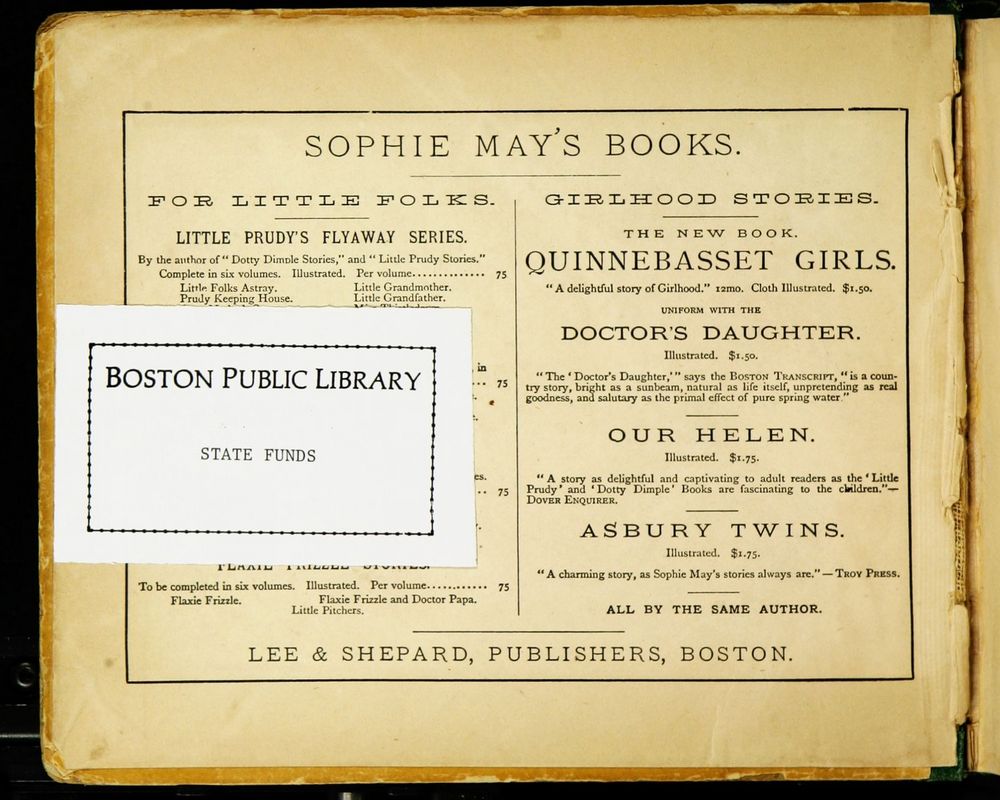 SOPHIE MAY'S BOOKS.
FOR LITTLE FOLKS.
LITTLE PRUDY'S FLYAWAY SERIES.
By the author of "Dotty Dimple Stories," and "Little Prudy Stories."
Complete in six volumes. Illustrated. Per volume.............. 75
Little Folks Astray. Little Grandmother.
Prudy Keeping House. Little Grandfather.
in
75
BOSTON PUBLIC LIBRARY
STATE FUNDS
es.
75
FLAXIE FRIZZLE STORIES.
To be completed in six volumes. Illustrated. Per volume............ 75
Flaxie Frizzle. Flaxie Frizzle and Doctor Papa.
Little Pitchers.
GIRLHOOD STORIES.
THE NEW BOOK.
QUINNEBASSET GIRLS.
"A delightful story of Girlhood." 12mo. Cloth Illustrated. $1.50.
UNIFORM WITH THE
DOCTOR'S DAUGHTER.
Illustrated. $1.50.
"The 'Doctor's Daughter,'" says the BOSTON TRANSCRIPT, "is a coun-
try story, bright as a sunbeam, natural as life itself, unpretending as real
goodness, and salutary as the primal effect of pure spring water."
OUR HELEN.
Illustrated. $1.75.
"A story as delightful and captivating to adult readers as the 'Little
Prudy' and 'Dotty Dimple' Books are fascinating to the children."—
DOVER ENQUIRER.
ASBURY TWINS.
Illustrated. $1.75.
"A charming story, as Sophie May's stories always are."—TROY PRESS.
ALL BY THE SAME AUTHOR.
LEE & SHEPARD, PUBLISHERS, BOSTON.